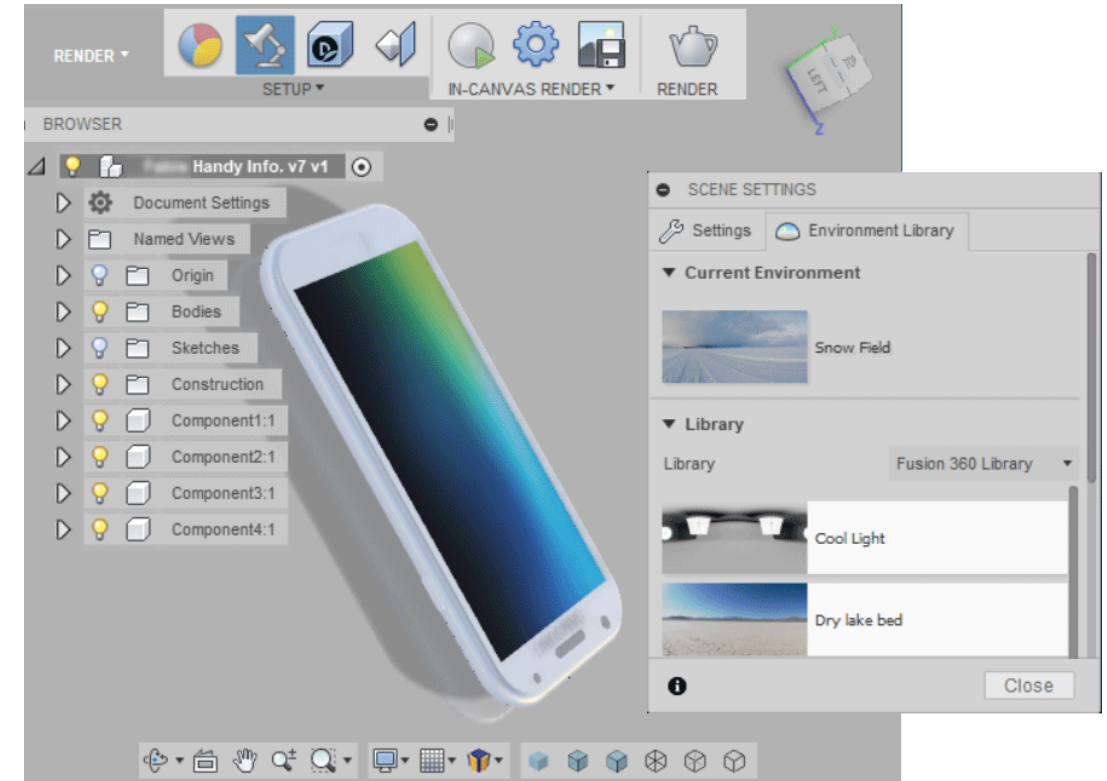 RENDER
SETUP
IN-CANVAS RENDER
RENDER
LEFT
Z
BROWSER
Handy Info. v7 v1
Document Settings
Named Views
Origin
Bodies
Sketches
Construction
Component1:1
Component2:1
Component3:1
Component4:1
SCENE SETTINGS
Settings
Environment Library
Current Environment
Snow Field
Library
Library
Fusion 360 Library
Cool Light
Dry lake bed
Close